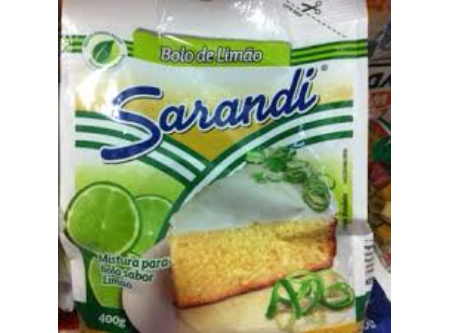 Bolo de Limão
Sarandi®
Mistura para
bolo sabor
Limão
400g